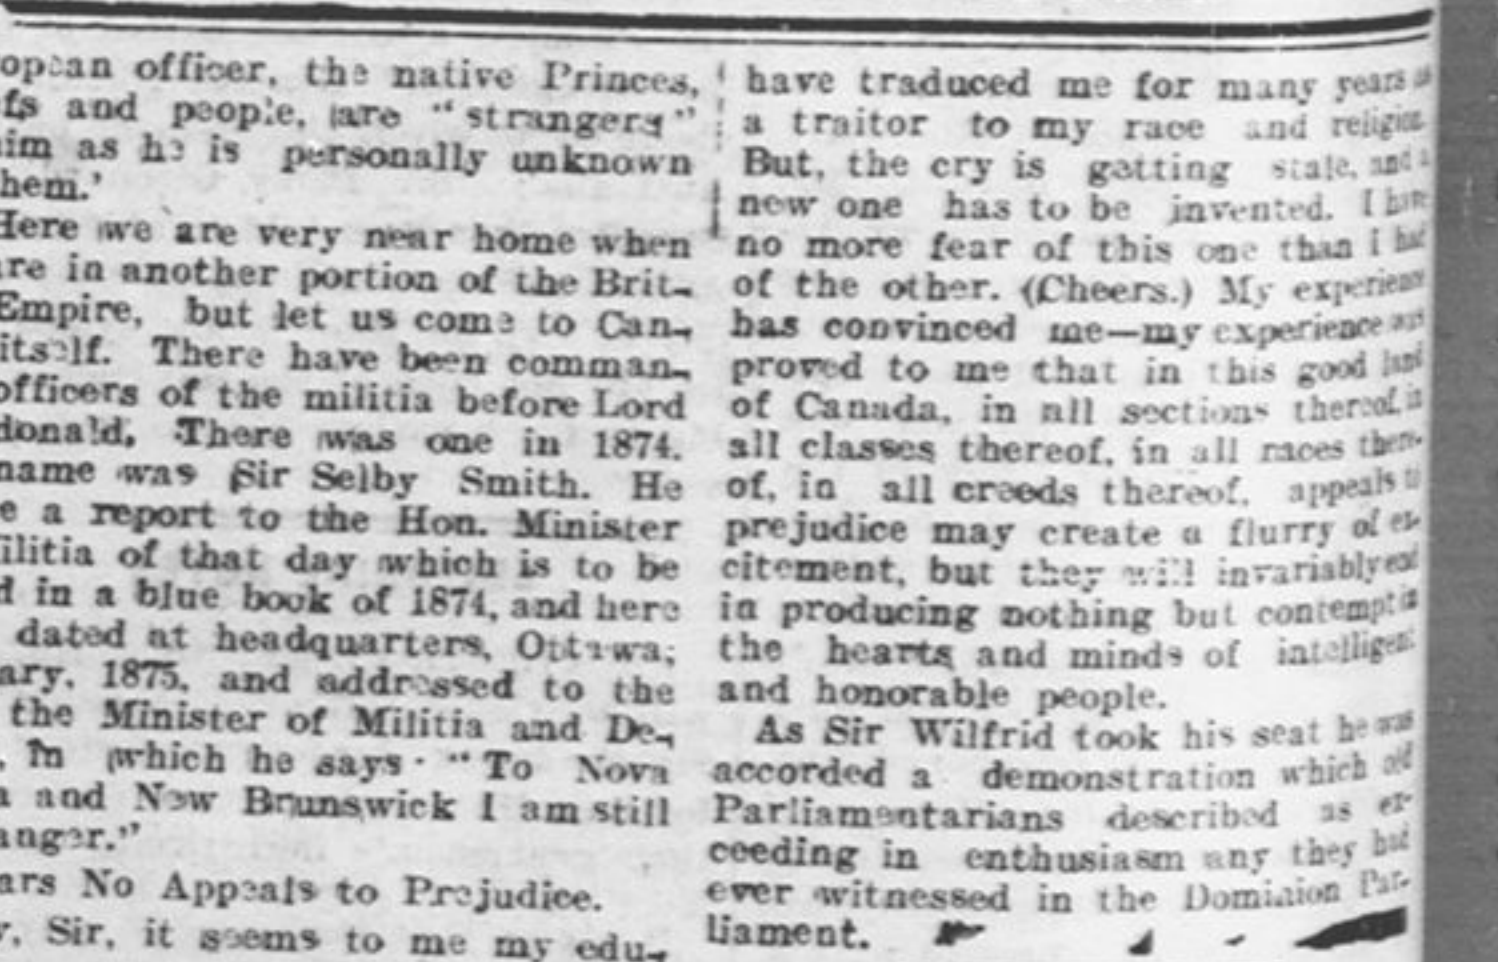 opean officer, the native Princes,
fs and people, are "strangers"
im as he is personally unknown
hem.'
Here we are very near home when
re in another portion of the Brit-
Empire, but let us come to Can-
itself. There have been comman-
officers of the militia before Lord
donald. There was one in 1874.
name was Sir Selby Smith. He
e a report to the Hon. Minister
ilitia of that day which is to be
d in a blue book of 1874, and here
dated at headquarters, Ottawa;
ary, 1875, and addressed to the
the Minister of Militia and De-
, in which he says: "To Nova
a and New Brunswick I am still
anger."
ars No Appeals to Prejudice.
, Sir, it seems to me my edu-
have traduced me for many years as
a traitor to my race and religion.
But, the cry is getting stale, and a
new one has to be invented. I have
no more fear of this one than I had
of the other. (Cheers.) My experience
has convinced me—my experience has
proved to me that in this good land
of Canada, in all sections thereof, in
all classes thereof, in all races there-
of, in all creeds thereof, appeals to
prejudice may create a flurry of ex-
citement, but they will invariably end
in producing nothing but contempt in
the hearts and minds of intelligent
and honorable people.
As Sir Wilfrid took his seat he was
accorded a demonstration which old
Parliamentarians described as ex-
ceeding in enthusiasm any they had
ever witnessed in the Dominion Par-
liament.